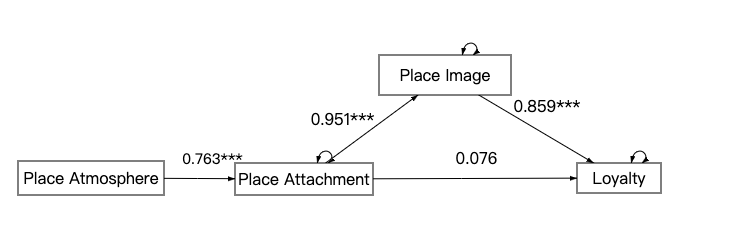 Place Image
0.951***
0.859***
0.763***
0.076
Place Atmosphere
Place Attachment
Loyalty